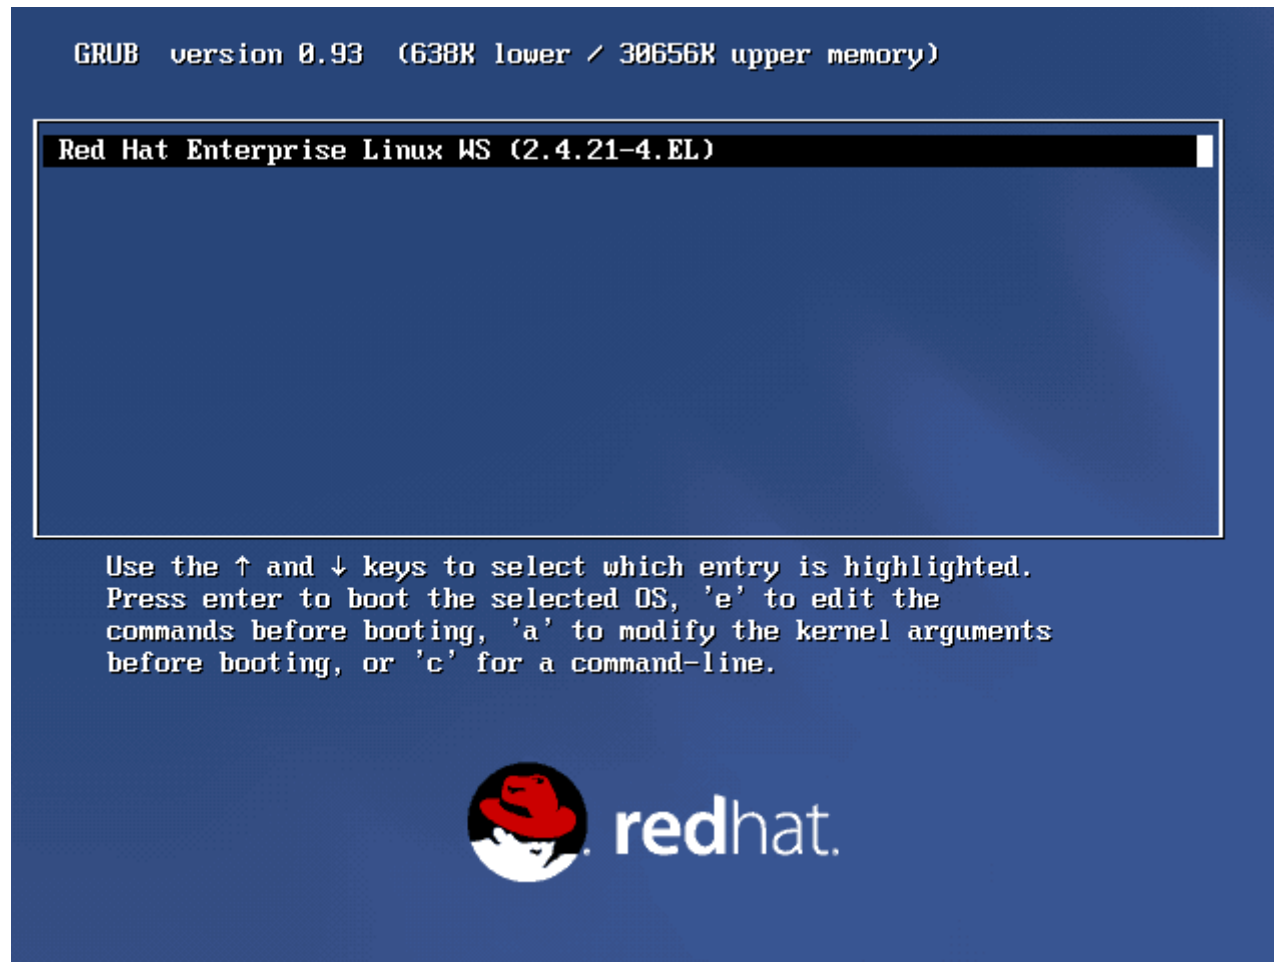 GRUB  version 0.93  (638K lower / 30656K upper memory)
Red Hat Enterprise Linux WS (2.4.21-4.EL)
Use the ↑ and ↓ keys to select which entry is highlighted.
Press enter to boot the selected OS, 'e' to edit the
commands before booting, 'a' to modify the kernel arguments
before booting, or 'c' for a command-line.
redhat.